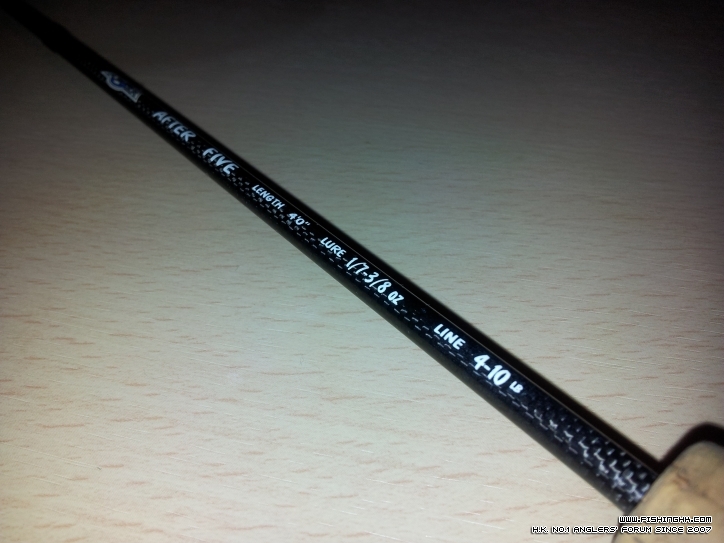 AFTER FIVE LENGTH 4'0" LURE 1/7-3/8 OZ LINE 4-10 LB
WWW.FISHINGHK.COM
H.K. NO.1 ANGLERS' FORUM SINCE 2007